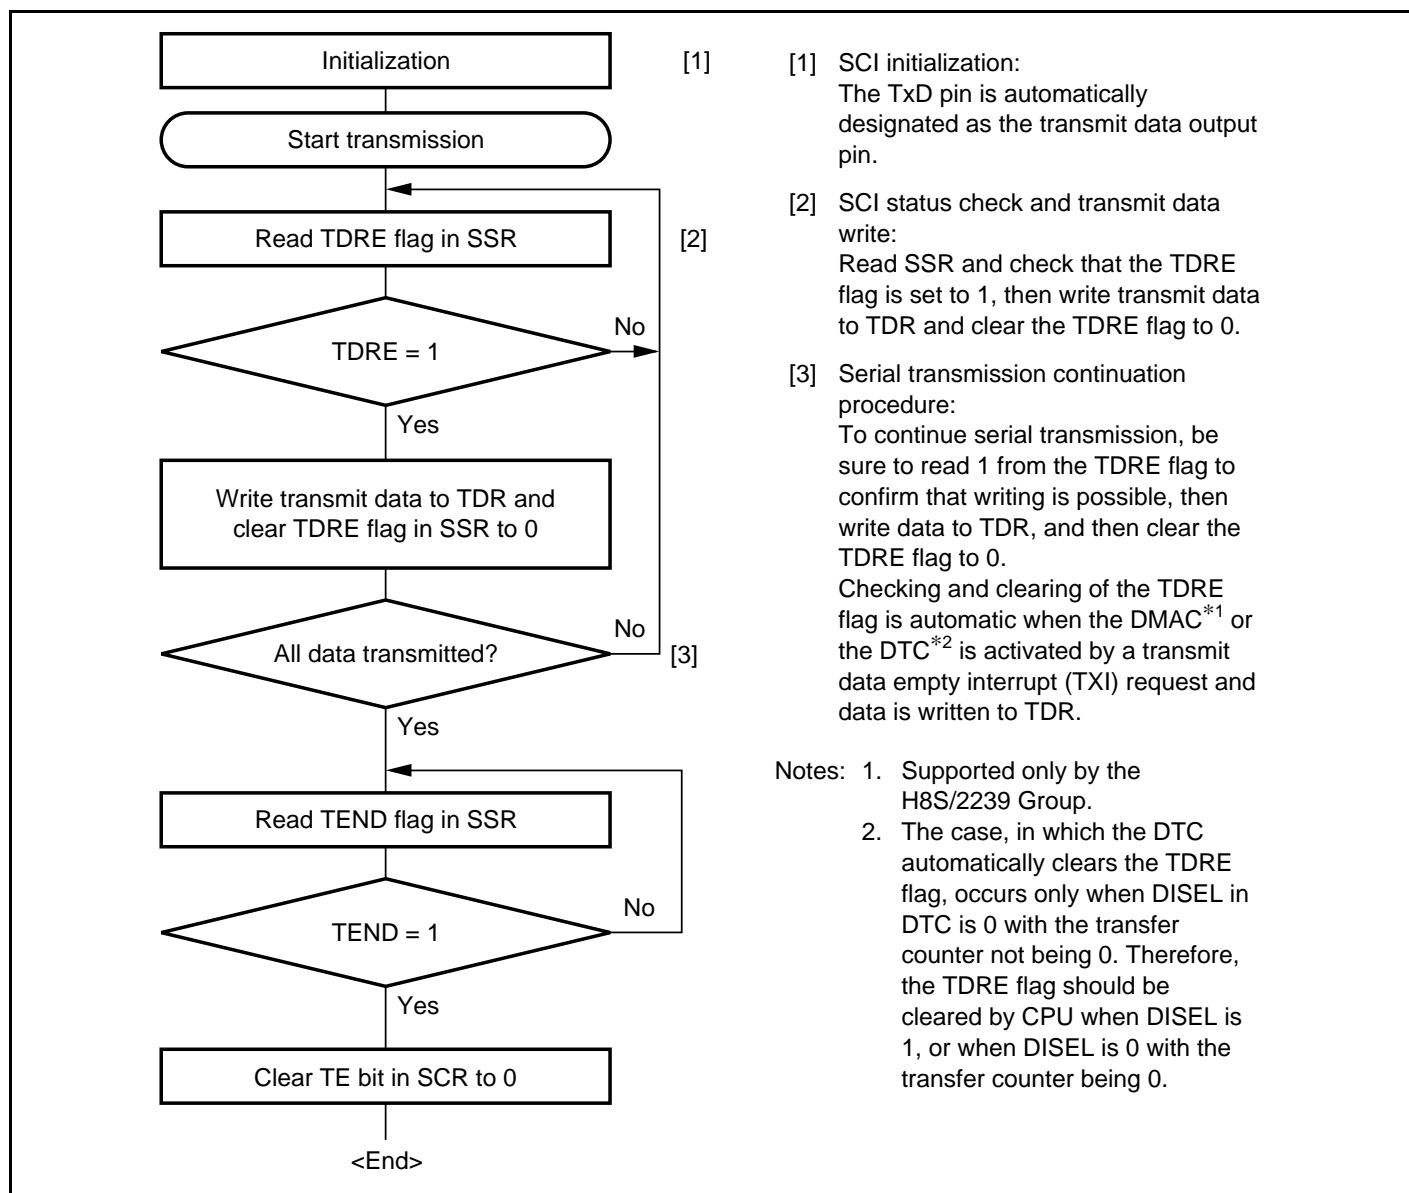 Initialization
[1]
Start transmission
Read TDRE flag in SSR
[2]
No
TDRE = 1
Yes
Write transmit data to TDR and
clear TDRE flag in SSR to 0
No
All data transmitted?
[3]
Yes
Read TEND flag in SSR
No
TEND = 1
Yes
Clear TE bit in SCR to 0
<End>
[1] SCI initialization:
The TxD pin is automatically
designated as the transmit data output
pin.
[2] SCI status check and transmit data
write:
Read SSR and check that the TDRE
flag is set to 1, then write transmit data
to TDR and clear the TDRE flag to 0.
[3] Serial transmission continuation
procedure:
To continue serial transmission, be
sure to read 1 from the TDRE flag to
confirm that writing is possible, then
write data to TDR, and then clear the
TDRE flag to 0.
Checking and clearing of the TDRE
flag is automatic when the DMAC*1 or
the DTC*2 is activated by a transmit
data empty interrupt (TXI) request and
data is written to TDR.
Notes: 1. Supported only by the
H8S/2239 Group.
2. The case, in which the DTC
automatically clears the TDRE
flag, occurs only when DISEL in
DTC is 0 with the transfer
counter not being 0. Therefore,
the TDRE flag should be
cleared by CPU when DISEL is
1, or when DISEL is 0 with the
transfer counter being 0.